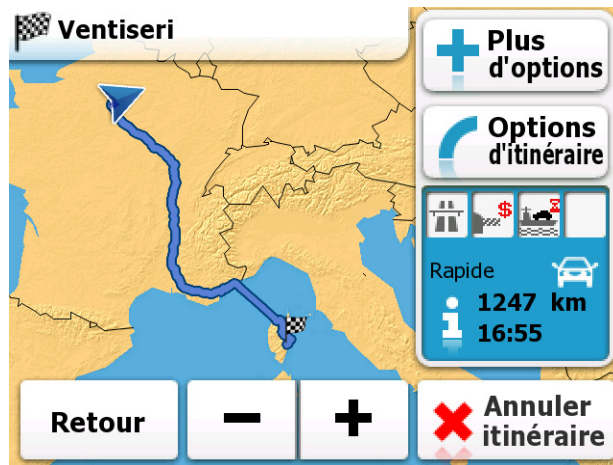 Ventiseri
Plus
d'options
Options
d'itinéraire
$
Rapide
1247 km
16:55
Retour
Annuler
itinéraire